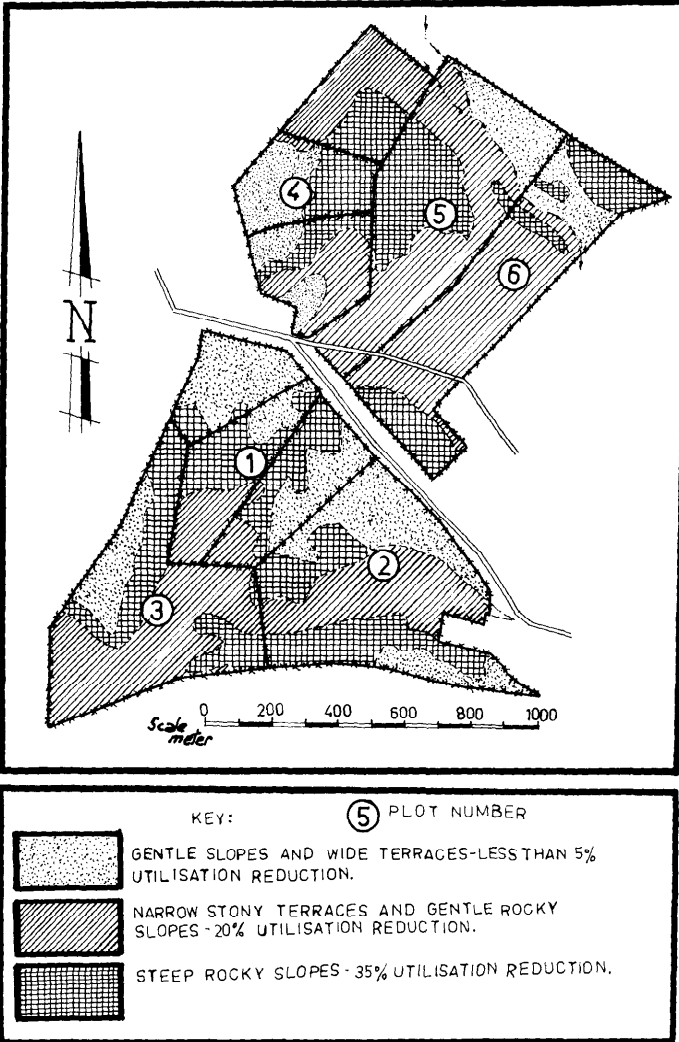 4
5
6
N
1
2
3
0 200 400 600 800 1000
Scale
meter
KEY: 5 PLOT NUMBER
GENTLE SLOPES AND WIDE TERRACES-LESS THAN 5%
UTILISATION REDUCTION.
NARROW STONY TERRACES AND GENTLE ROCKY
SLOPES-20% UTILISATION REDUCTION.
STEEP ROCKY SLOPES-35% UTILISATION REDUCTION.